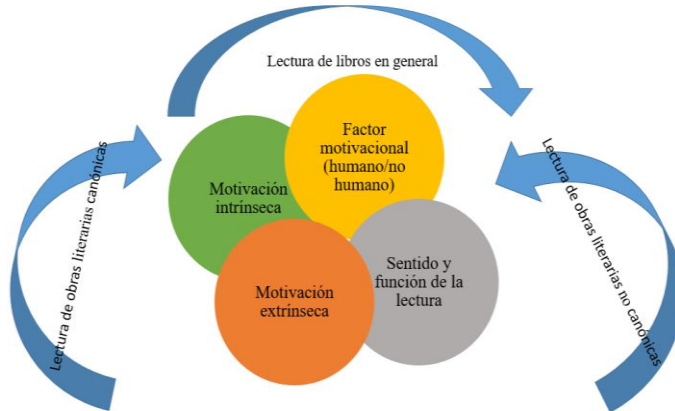 Lectura de libros en general
Factor
motivacional
(humano/no
humano)
Motivación
intrínseca
Sentido y
función de la
lectura
Motivación
extrínseca
Lectura de obras literarias canónicas
Lectura de obras literarias no canónicas